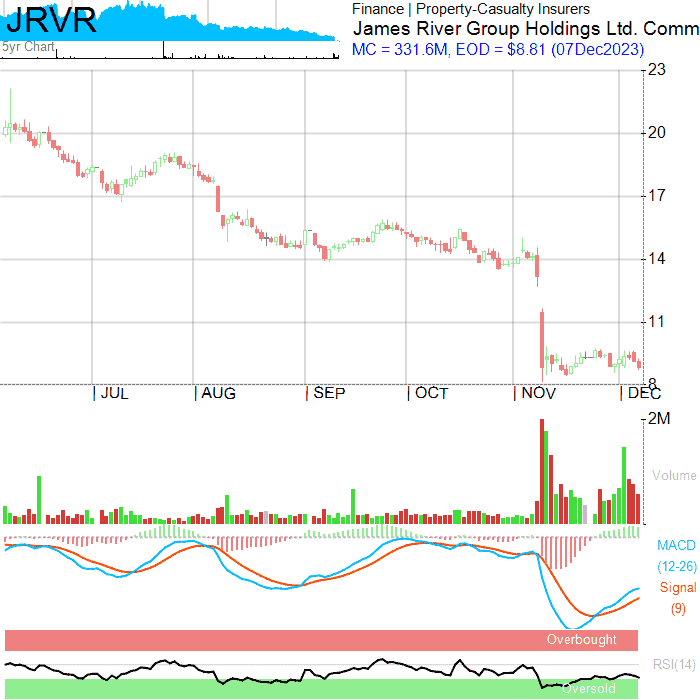 JRVR
5yr Chart
Finance | Property-Casualty Insurers
James River Group Holdings Ltd. Comm
MC = 331.6M, EOD = $8.81 (07Dec2023)
23
20
17
14
11
8
JUL
AUG
SEP
OCT
NOV
DEC
2M
Volume
MACD
(12-26)
Signal
(9)
Overbought
RSI(14)
Oversold